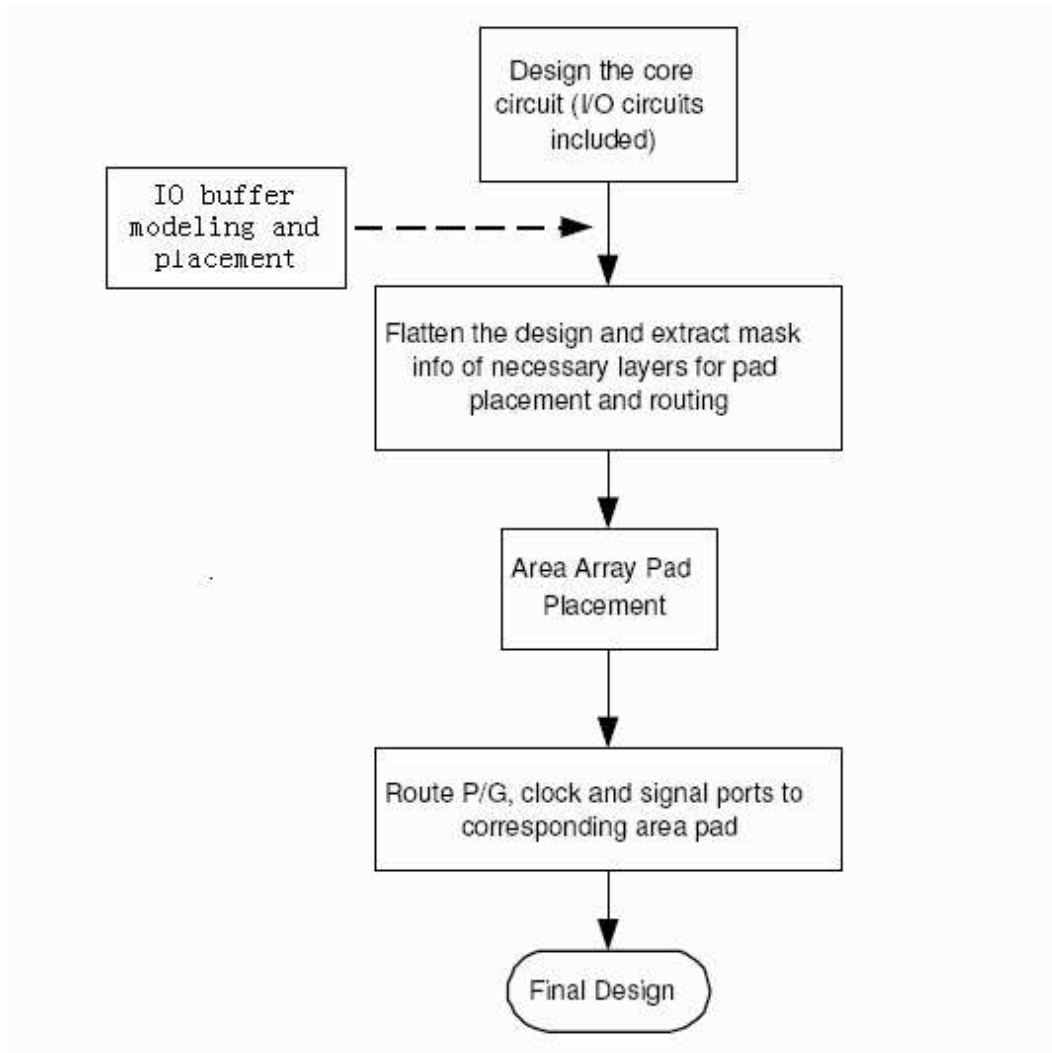 Design the core
circuit (I/O circuits
included)
IO buffer
modeling and
placement
Flatten the design and extract mask
info of necessary layers for pad
placement and routing
Area Array Pad
Placement
Route P/G, clock and signal ports to
corresponding area pad
Final Design